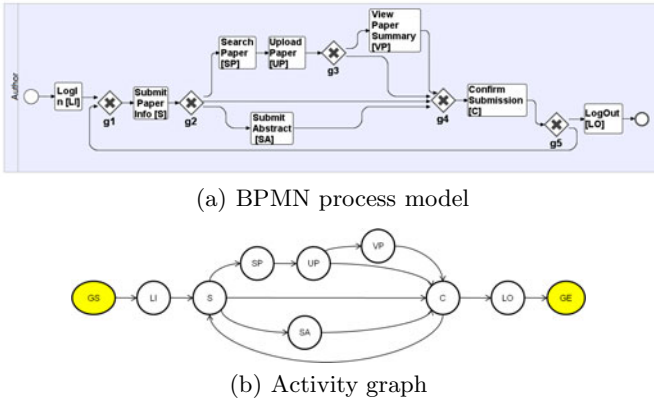 Author
LogI
n [LI]
g1
Submit
Paper
Info [S]
g2
Search
Paper
[SP]
Upload
Paper
[UP]
g3
View
Paper
Summary
[VP]
Submit
Abstract
[SA]
g4
Confirm
Submission
[C]
g5
LogOut
[LO]
(a) BPMN process model
GS
LI
S
SP
UP
VP
SA
C
LO
GE
(b) Activity graph